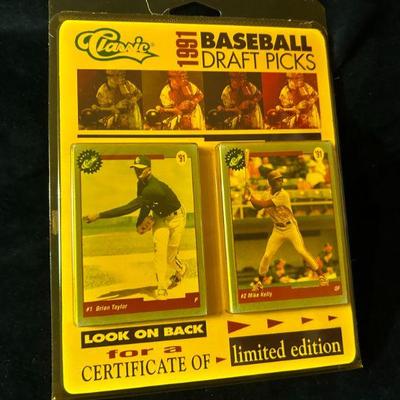 Classic
1991 BASEBALL
DRAFT PICKS
'91
#1 Brien Taylor P
'91
#2 Mike Kelly OF
LOOK ON BACK
for a
CERTIFICATE OF limited edition